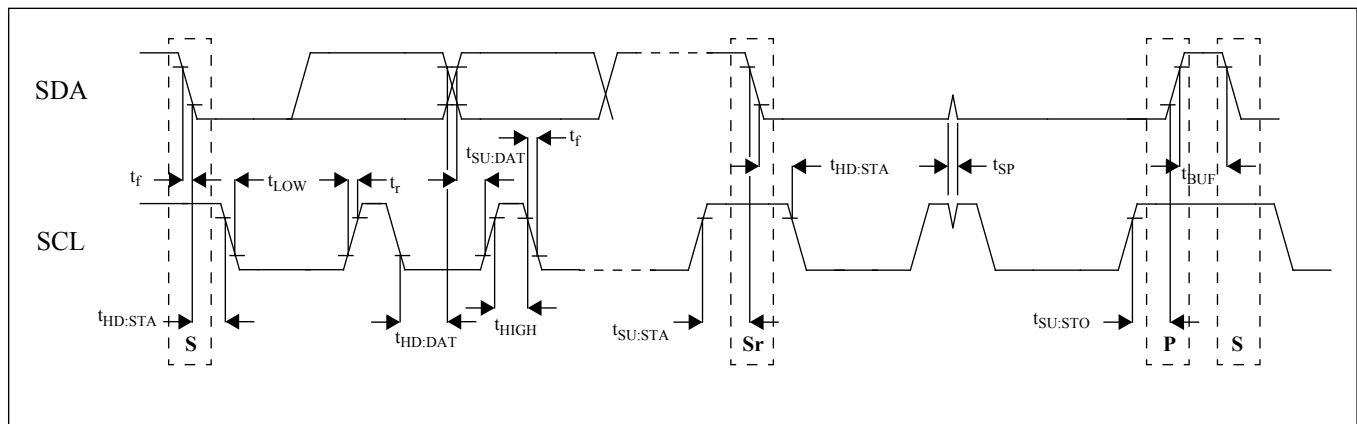 SDA
t_SU:DAT
t_f
t_f
t_LOW
t_r
t_HD:STA
t_SP
t_BUF
SCL
t_HD:STA
t_HD:DAT
t_HIGH
t_SU:STA
t_SU:STO
S
Sr
P
S